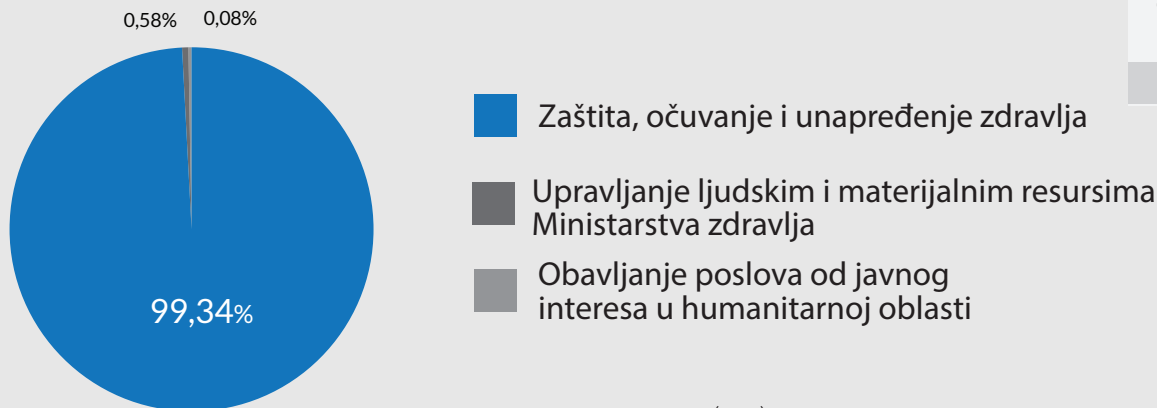 0,58% 0,08%
Zaštita, očuvanje i unapređenje zdravlja
Upravljanje ljudskim i materijalnim resursima
Ministarstva zdravlja
Obavljanje poslova od javnog
interesa u humanitarnoj oblasti
99,34%